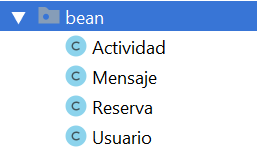 bean
C Actividad
C Mensaje
C Reserva
C Usuario